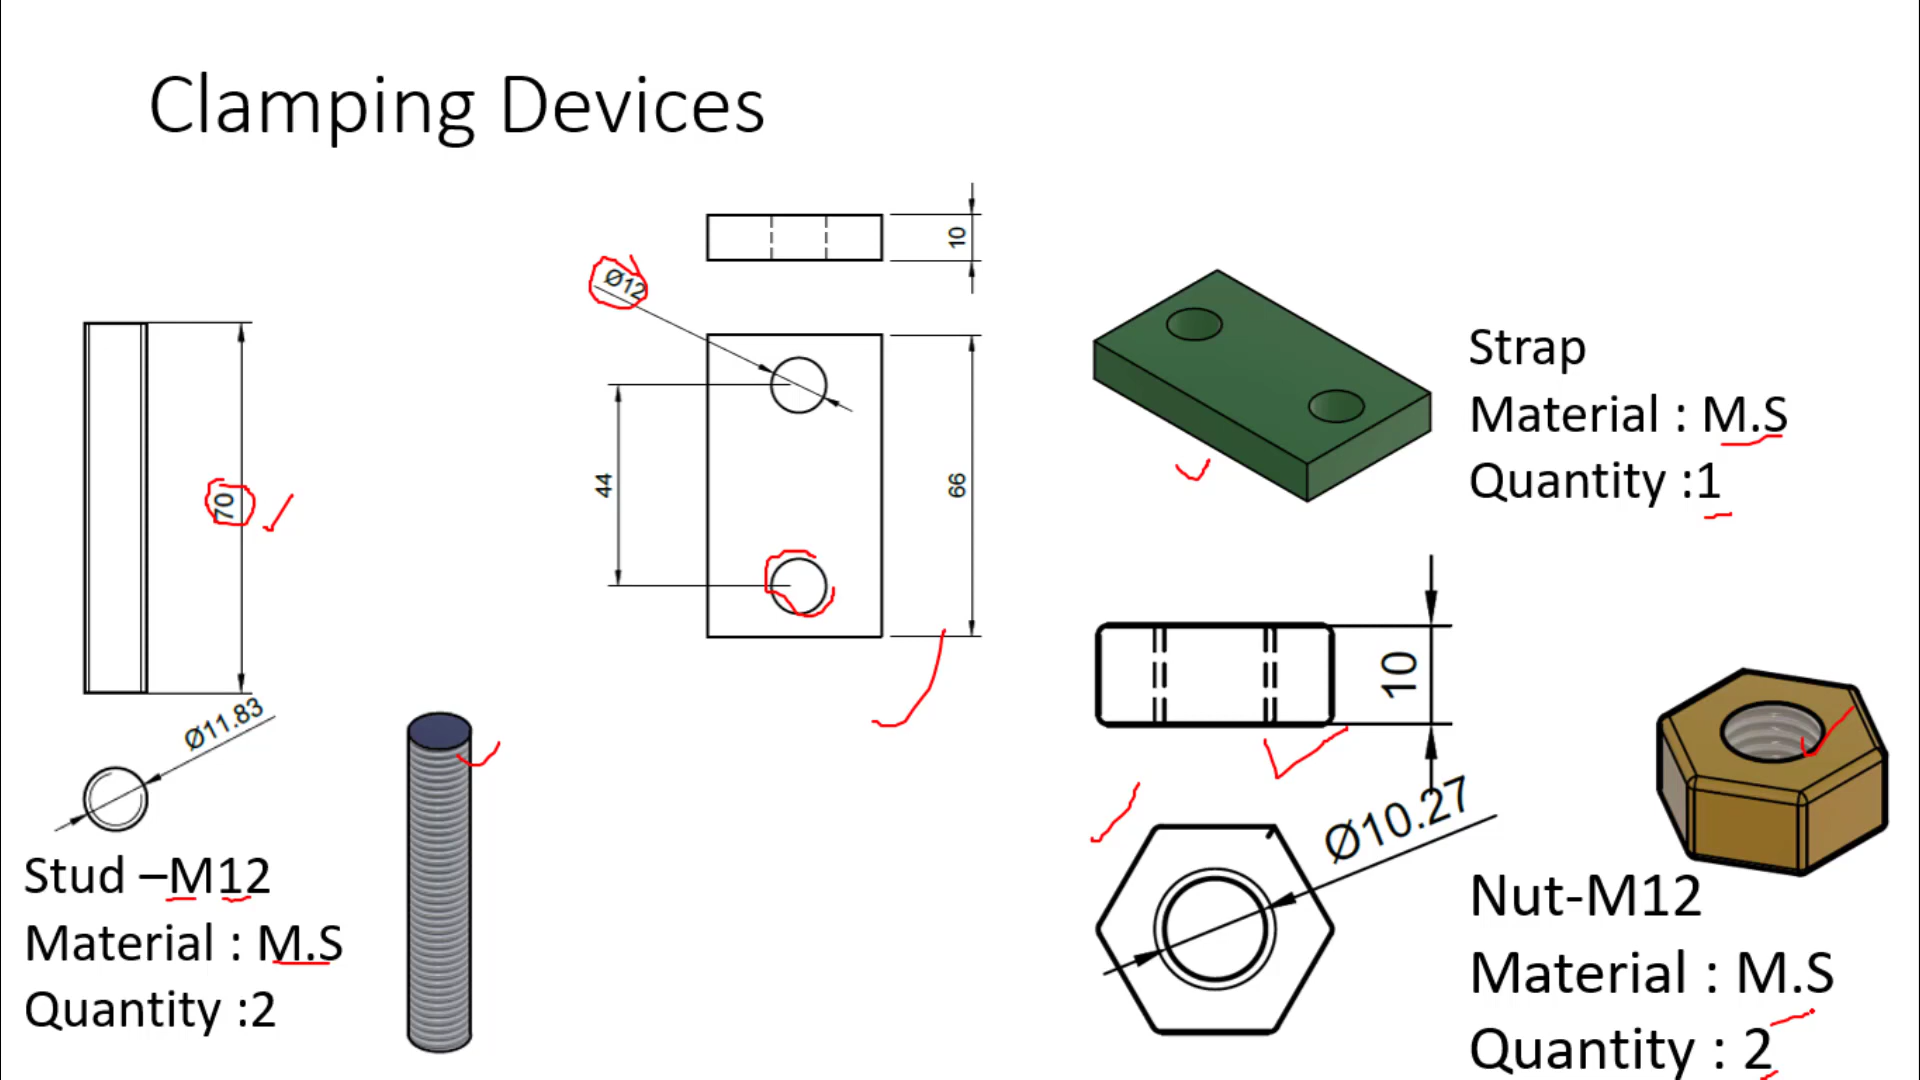 Clamping Devices
10
Ø12
44
66
70
Ø11.83
Stud –M12
Material : M.S
Quantity :2
Strap
Material : M.S
Quantity :1
10
Ø10.27
Nut-M12
Material : M.S
Quantity : 2